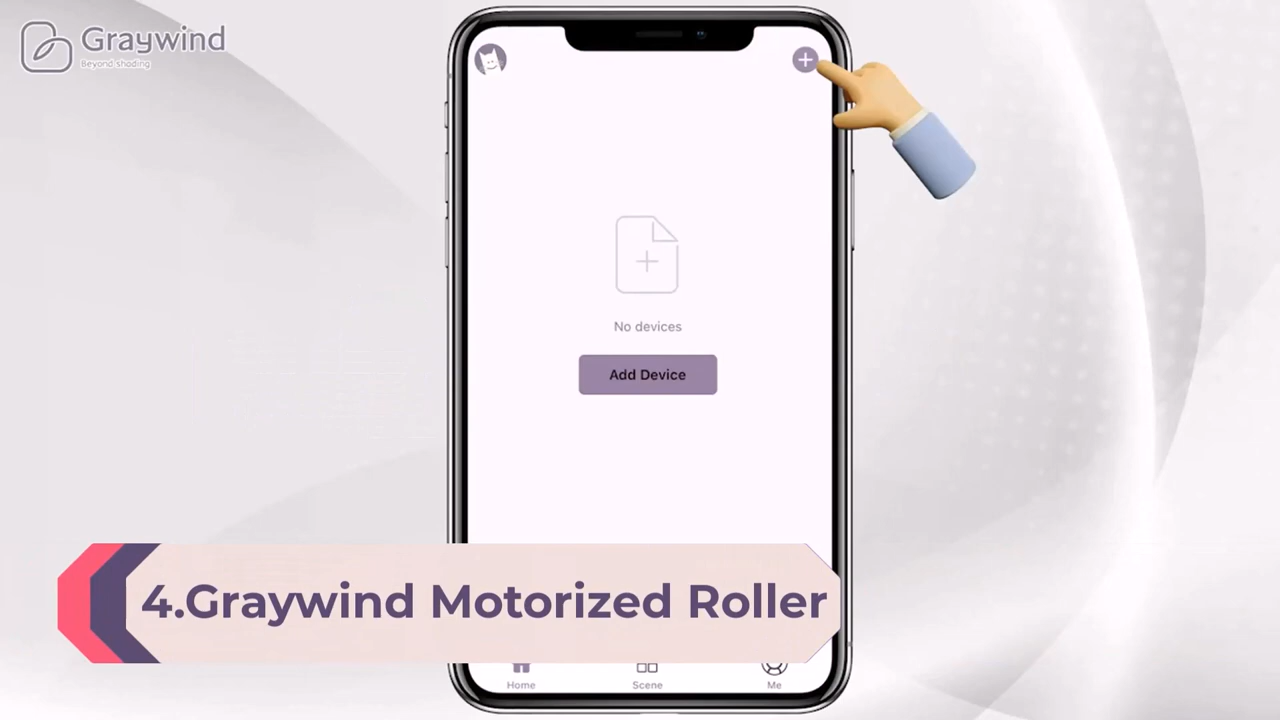 Graywind
Beyond shading
No devices
Add Device
4.Graywind Motorized Roller
Home
Scene
Me